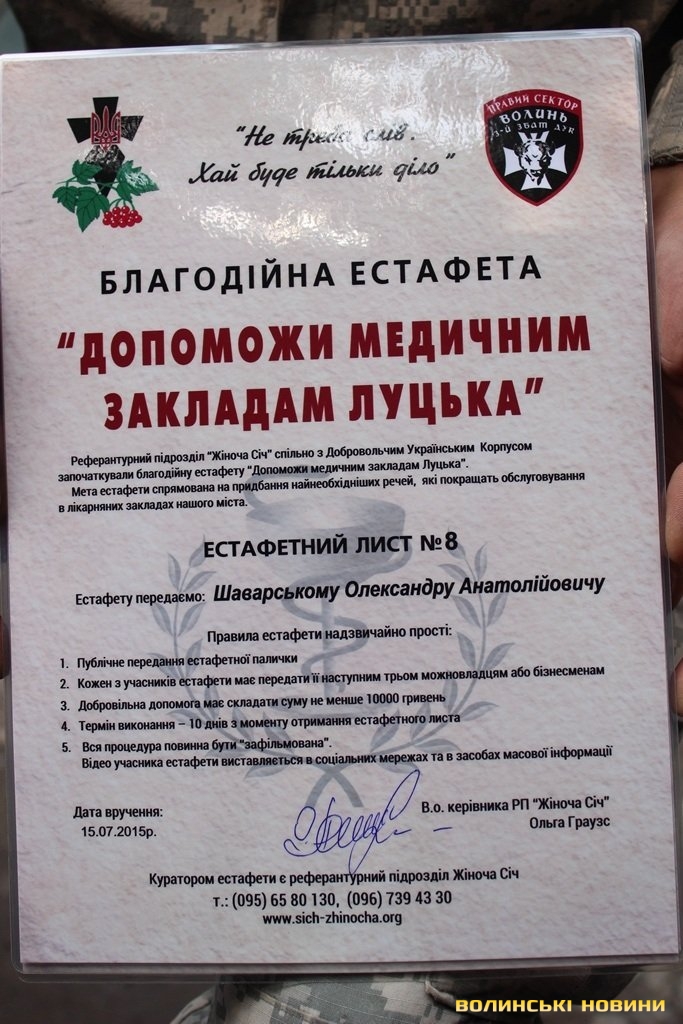 "Не треба слів.
Хай буде тільки діло"
ПРАВИЙ СЕКТОР
ВОЛИНЬ
ДУК
БЛАГОДІЙНА ЕСТАФЕТА
"ДОПОМОЖИ МЕДИЧНИМ
ЗАКЛАДАМ ЛУЦЬКА"
Реферантурний підрозділ "Жіноча Січ" спільно з Добровольчим Українським Корпусом
започаткували благодійну естафету "Допоможи медичним закладам Луцька".
Мета естафети спрямована на придбання найнеобхідніших речей, які покращать обслуговування
в лікарняних закладах нашого міста.
ЕСТАФЕТНИЙ ЛИСТ №8
Естафету передаємо: Шаварському Олександру Анатолійовичу
Правила естафети надзвичайно прості:
1. Публічне передання естафетної палички
2. Кожен з учасників естафети має передати її наступним трьом можновладцям або бізнесменам
3. Добровільна допомога має складати суму не менше 10000 гривень
4. Термін виконання – 10 днів з моменту отримання естафетного листа
5. Вся процедура повинна бути "зафільмована".
Відео учасника естафети виставляється в соціальних мережах та в засобах масової інформації
Дата вручення:
15.07.2015р.
В.о. керівника РП "Жіноча Січ"
Ольга Граузс
Куратором естафети є реферантурний підрозділ Жіноча Січ
т.: (095) 65 80 130, (096) 739 43 30
www.sich-zhinocha.org
ВОЛИНСЬКІ НОВИНИ